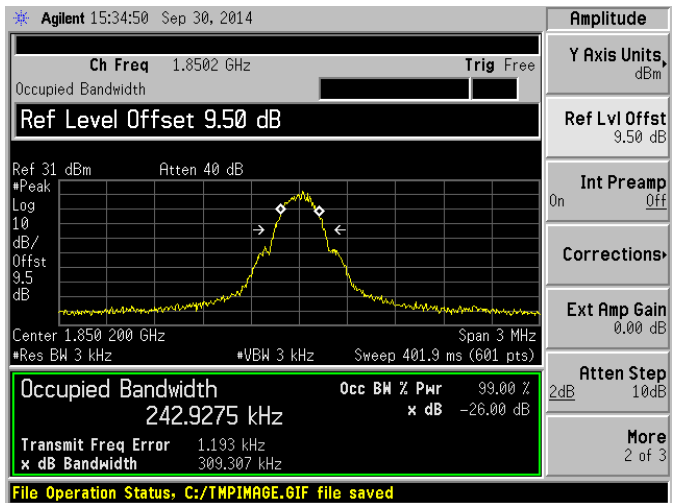 Agilent 15:34:50 Sep 30, 2014
Ch Freq 1.8502 GHz Trig Free
Occupied Bandwidth
Ref Level Offset 9.50 dB
Ref 31 dBm Atten 40 dB
#Peak
Log
10
dB/
Offst
9.5
dB
Center 1.850 200 GHz Span 3 MHz
#Res BW 3 kHz #VBW 3 kHz Sweep 401.9 ms (601 pts)
Occupied Bandwidth Occ BW % Pwr 99.00 %
242.9275 kHz x dB -26.00 dB
Transmit Freq Error 1.193 kHz
x dB Bandwidth 309.307 kHz
File Operation Status, C:/TMPIMAGE.GIF file saved
Amplitude
Y Axis Units
dBm
Ref Lvl Offst
9.50 dB
Int Preamp
On Off
Corrections
Ext Amp Gain
0.00 dB
Atten Step
2dB 10dB
More
2 of 3